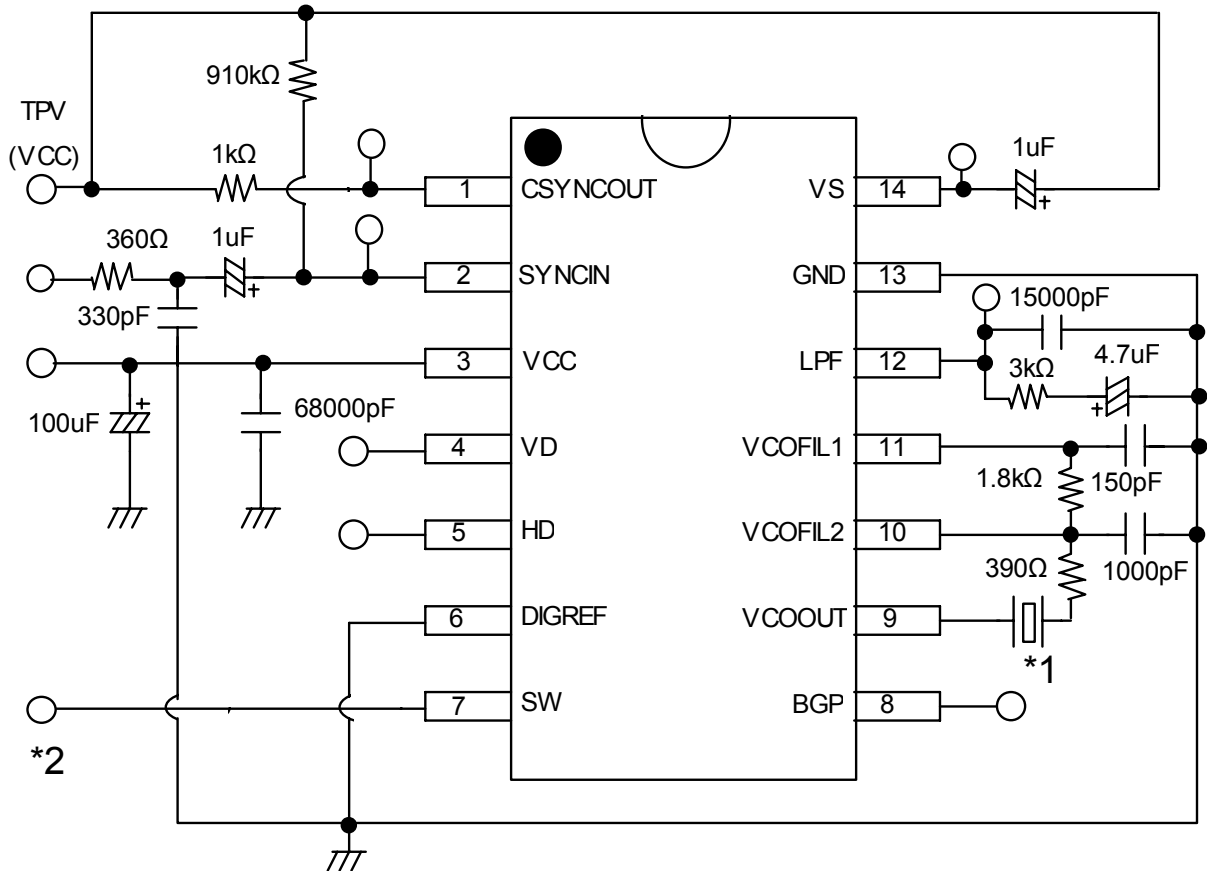 910kΩ
TPV
(VCC)
1kΩ
1uF
1 CSYNCOUT
VS 14
360Ω
1uF
2 SYNCIN
GND 13
330pF
15000pF
3 VCC
LPF 12
3kΩ
4.7uF
100uF
68000pF
4 VD
VCOFIL1 11
1.8kΩ
150pF
5 HD
VCOFIL2 10
390Ω
1000pF
6 DIGREF
VCOOUT 9
*1
7 SW
BGP 8
*2
+
+
+
+